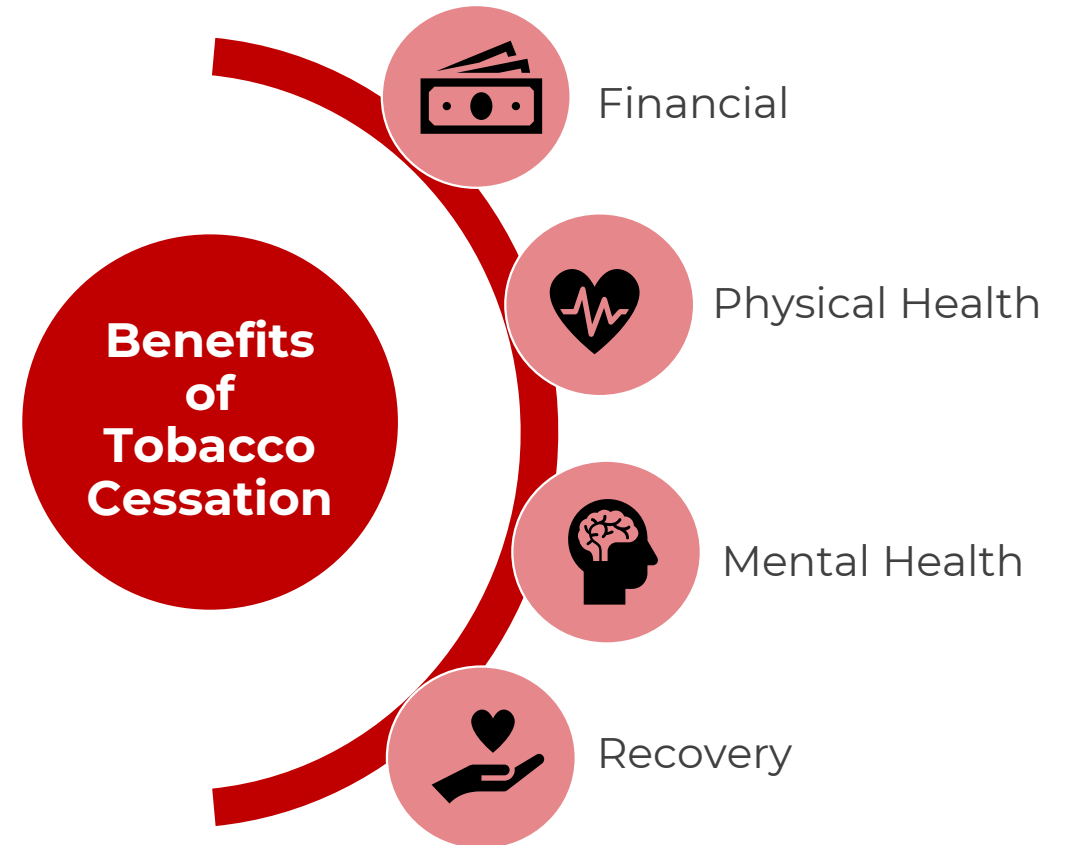 Financial
Physical Health
Benefits
of
Tobacco
Cessation
Mental Health
Recovery